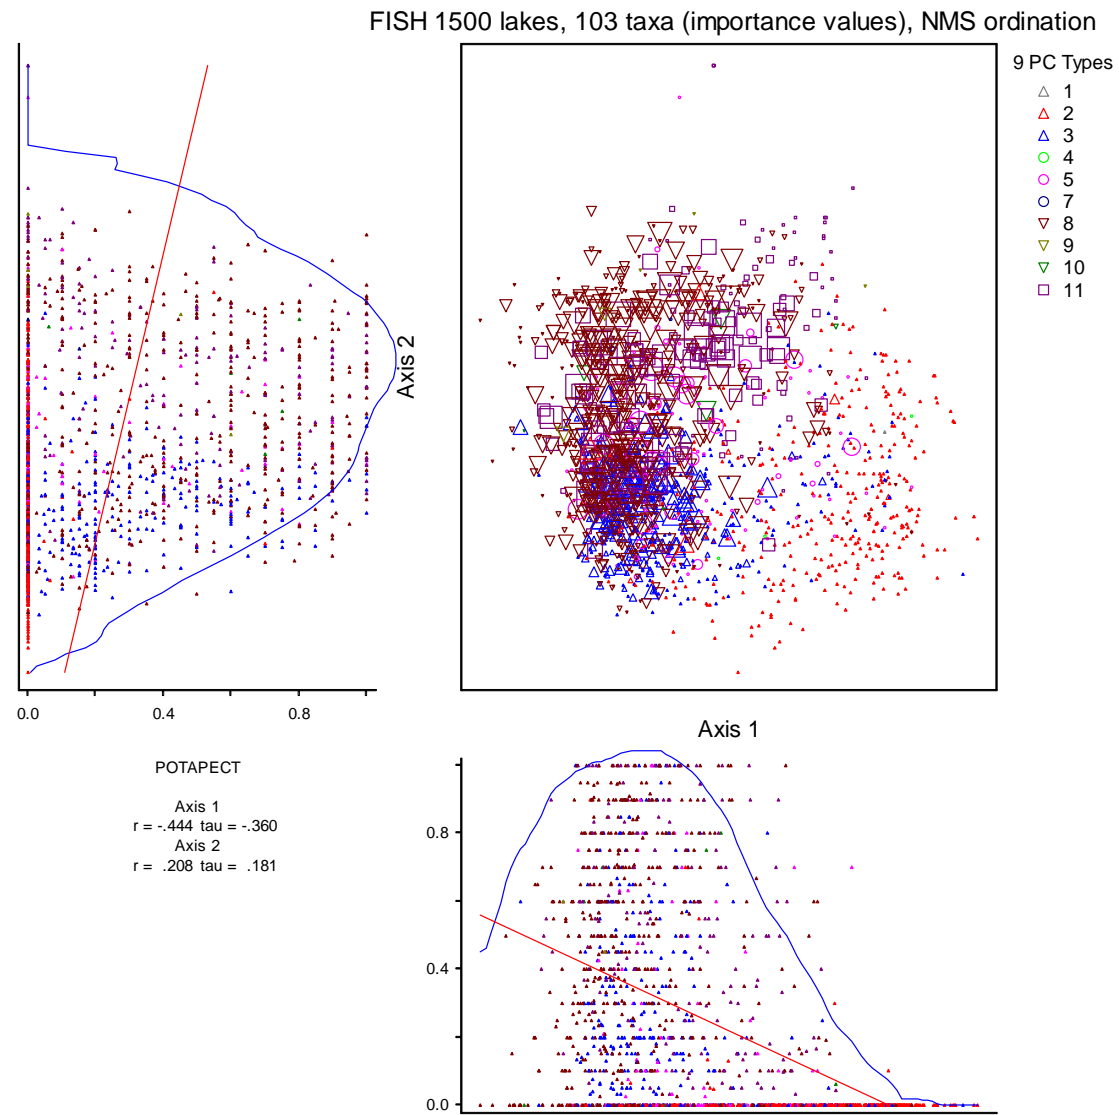 FISH 1500 lakes, 103 taxa (importance values), NMS ordination
9 PC Types
1
2
3
4
5
7
8
9
10
11
Axis 2
0.0 0.4 0.8
Axis 1
POTAPECT
Axis 1
r = -.444 tau = -.360
Axis 2
r = .208 tau = .181
0.8
0.4
0.0